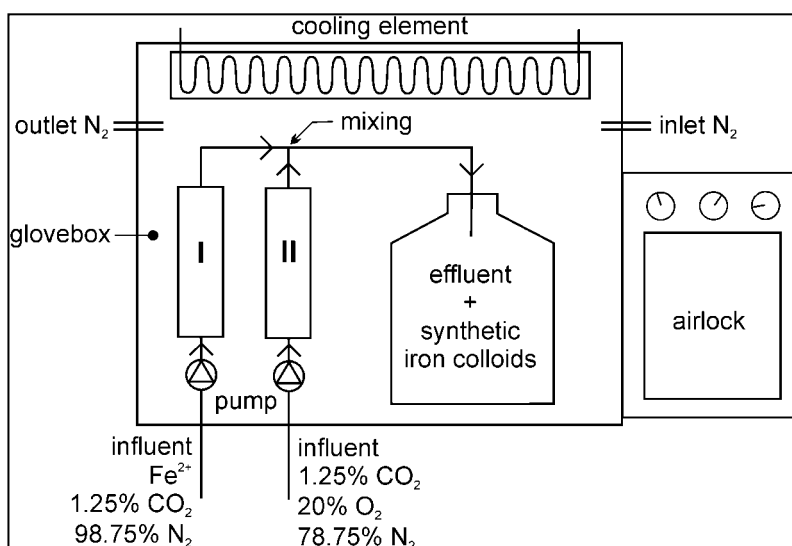 cooling element
outlet N₂
mixing
inlet N₂
glovebox
I
II
effluent
+
synthetic
iron colloids
airlock
pump
influent
Fe²⁺
1.25% CO₂
98.75% N₂
influent
1.25% CO₂
20% O₂
78.75% N₂